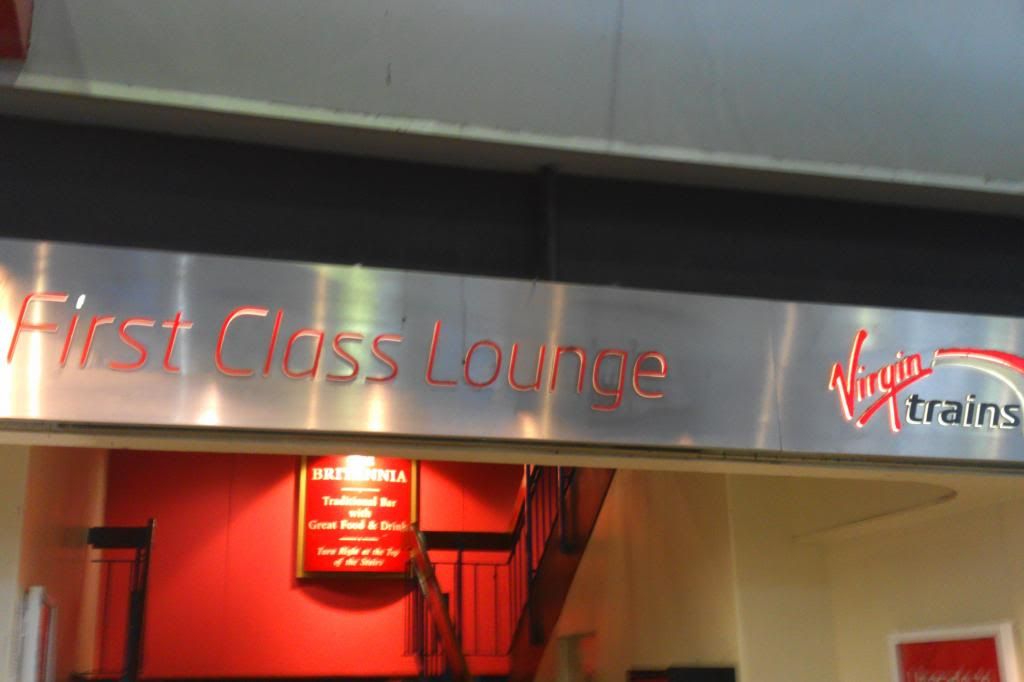 First Class Lounge
Virgin
trains
BRITANNIA
Traditional Bar
with
Great Food & Drink
Turn Right at the Top
of the Stairs